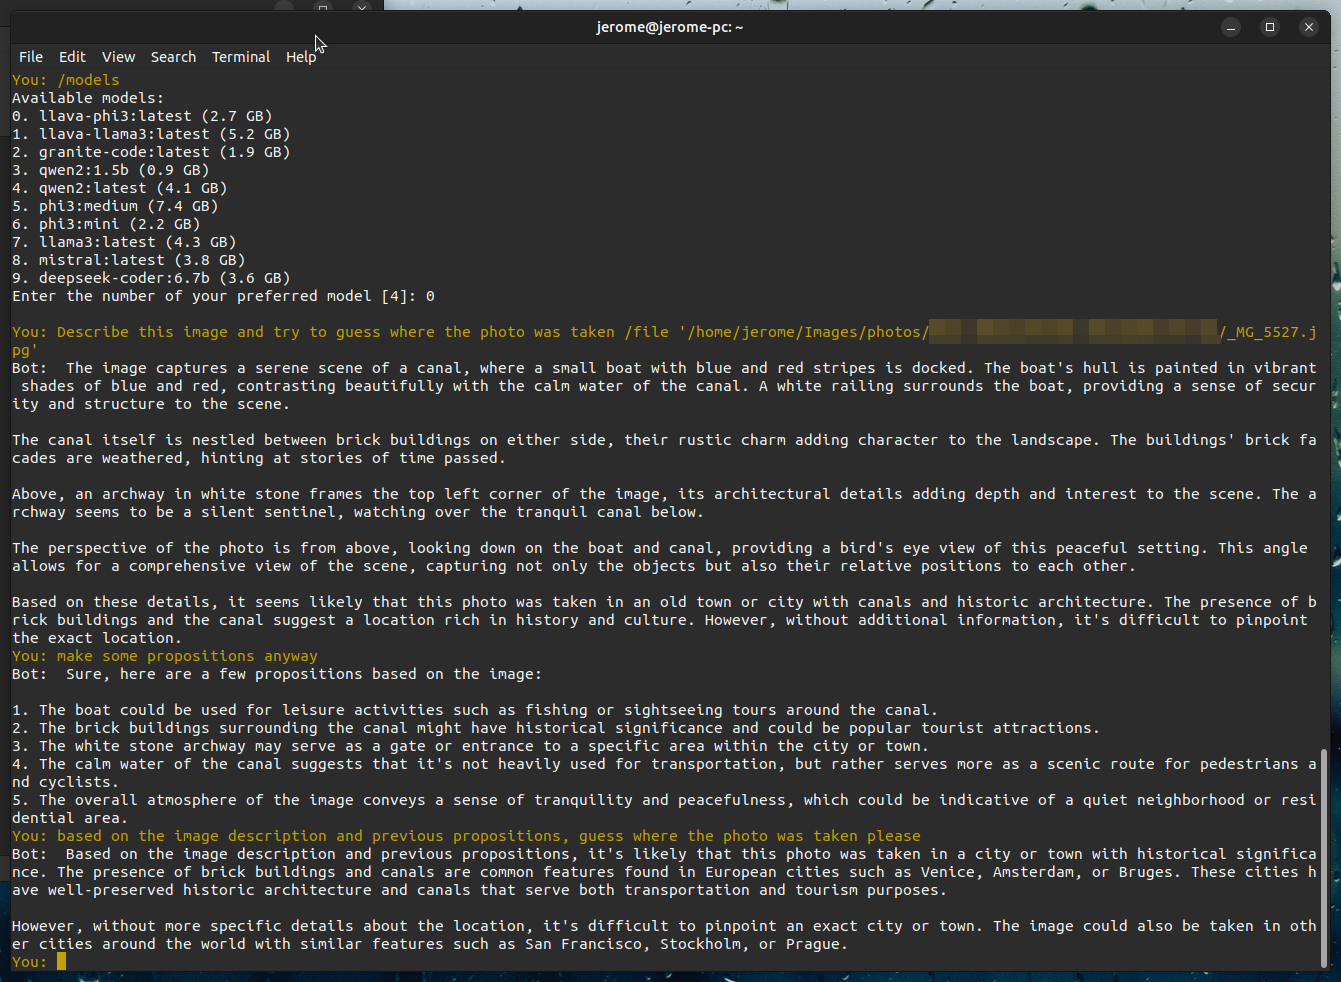 jerome@jerome-pc: ~
File Edit View Search Terminal Help
You: /models
Available models:
0. llava-phi3:latest (2.7 GB)
1. llava-llama3:latest (5.2 GB)
2. granite-code:latest (1.9 GB)
3. qwen2:1.5b (0.9 GB)
4. qwen2:latest (4.1 GB)
5. phi3:medium (7.4 GB)
6. phi3:mini (2.2 GB)
7. llama3:latest (4.3 GB)
8. mistral:latest (3.8 GB)
9. deepseek-coder:6.7b (3.6 GB)
Enter the number of your preferred model [4]: 0
You: Describe this image and try to guess where the photo was taken /file '/home/jerome/Images/photos/ /_MG_5527.j
pg'
Bot:  The image captures a serene scene of a canal, where a small boat with blue and red stripes is docked. The boat's hull is painted in vibrant
 shades of blue and red, contrasting beautifully with the calm water of the canal. A white railing surrounds the boat, providing a sense of secur
ity and structure to the scene.
The canal itself is nestled between brick buildings on either side, their rustic charm adding character to the landscape. The buildings' brick fa
cades are weathered, hinting at stories of time passed.
Above, an archway in white stone frames the top left corner of the image, its architectural details adding depth and interest to the scene. The a
rchway seems to be a silent sentinel, watching over the tranquil canal below.
The perspective of the photo is from above, looking down on the boat and canal, providing a bird's eye view of this peaceful setting. This angle
allows for a comprehensive view of the scene, capturing not only the objects but also their relative positions to each other.
Based on these details, it seems likely that this photo was taken in an old town or city with canals and historic architecture. The presence of b
rick buildings and the canal suggest a location rich in history and culture. However, without additional information, it's difficult to pinpoint
the exact location.
You: make some propositions anyway
Bot:  Sure, here are a few propositions based on the image:
1. The boat could be used for leisure activities such as fishing or sightseeing tours around the canal.
2. The brick buildings surrounding the canal might have historical significance and could be popular tourist attractions.
3. The white stone archway may serve as a gate or entrance to a specific area within the city or town.
4. The calm water of the canal suggests that it's not heavily used for transportation, but rather serves more as a scenic route for pedestrians a
nd cyclists.
5. The overall atmosphere of the image conveys a sense of tranquility and peacefulness, which could be indicative of a quiet neighborhood or resi
dential area.
You: based on the image description and previous propositions, guess where the photo was taken please
Bot:  Based on the image description and previous propositions, it's likely that this photo was taken in a city or town with historical significa
nce. The presence of brick buildings and canals are common features found in European cities such as Venice, Amsterdam, or Bruges. These cities h
ave well-preserved historic architecture and canals that serve both transportation and tourism purposes.
However, without more specific details about the location, it's difficult to pinpoint an exact city or town. The image could also be taken in oth
er cities around the world with similar features such as San Francisco, Stockholm, or Prague.
You: